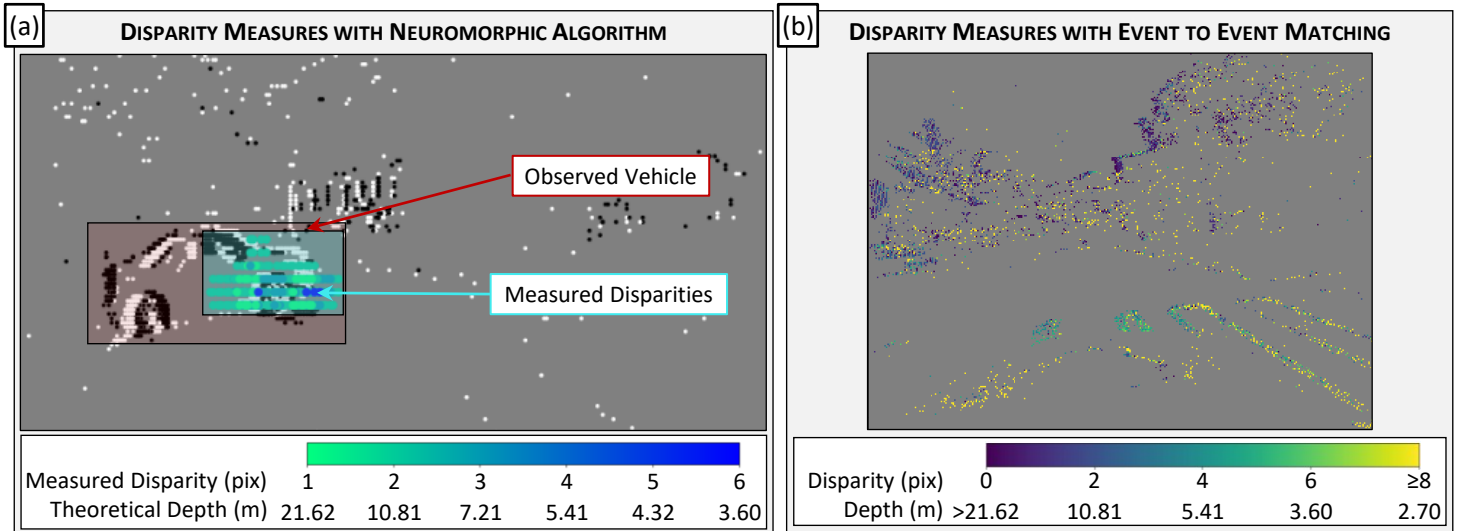 (a)
DISPARITY MEASURES WITH NEUROMORPHIC ALGORITHM
Observed Vehicle
Measured Disparities
Measured Disparity (pix) 1 2 3 4 5 6
Theoretical Depth (m) 21.62 10.81 7.21 5.41 4.32 3.60
(b)
DISPARITY MEASURES WITH EVENT TO EVENT MATCHING
Disparity (pix) 0 2 4 6 ≥8
Depth (m) >21.62 10.81 5.41 3.60 2.70